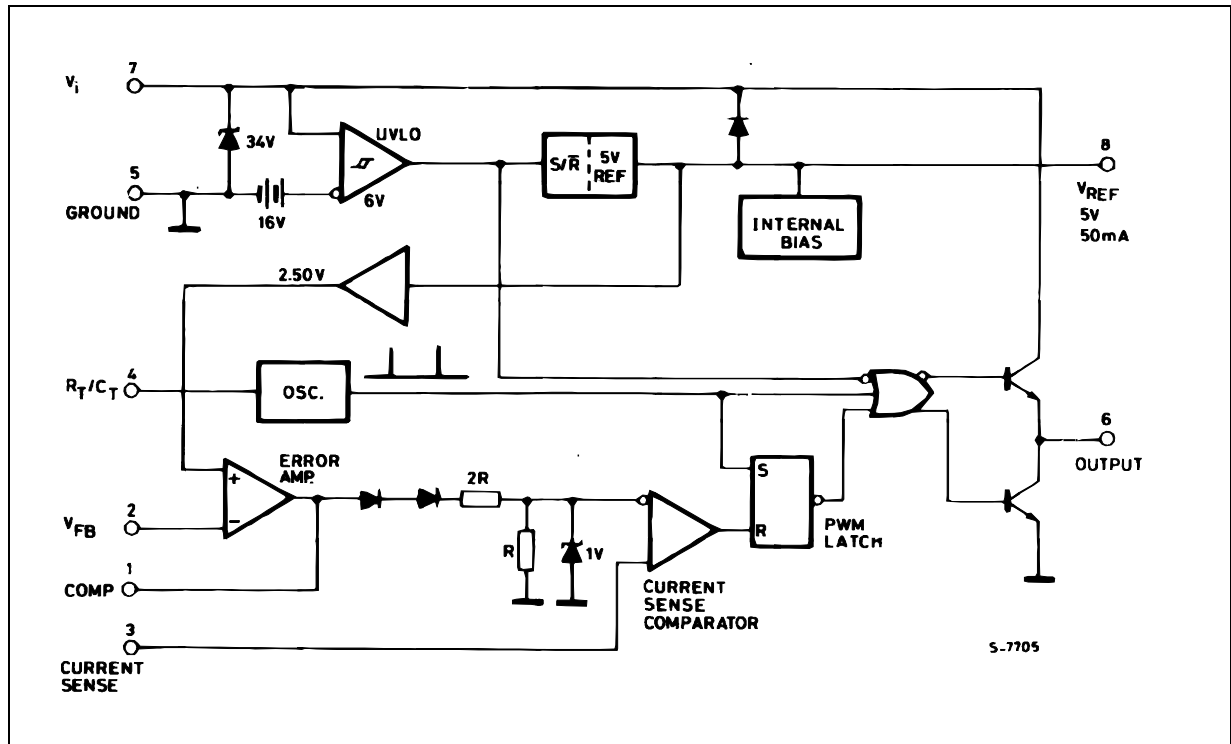 7
Vi
34V
UVLO
6V
16V
5
GROUND
S/R̅
5V
REF
INTERNAL
BIAS
8
VREF
5V
50mA
2.50V
4
RT/CT
OSC.
ERROR
AMP.
+
−
2R
R
1V
2
VFB
1
COMP
3
CURRENT
SENSE
CURRENT
SENSE
COMPARATOR
S
R
PWM
LATCH
6
OUTPUT
S-7705